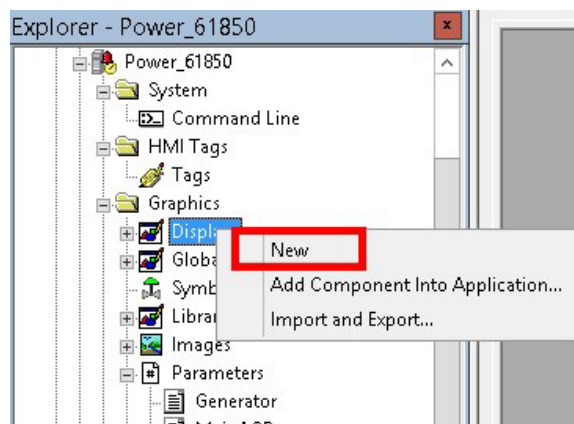 Explorer - Power_61850
x
Power_61850
System
Command Line
HMI Tags
Tags
Graphics
New
Add Component Into Application...
Import and Export...
Images
Parameters
Generator